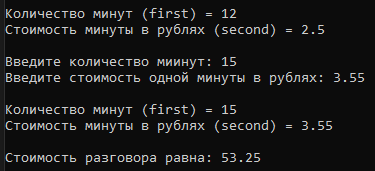 Количество минут (first) = 12
Стоимость минуты в рублях (second) = 2.5
Введите количество миинут: 15
Введите стоимость одной минуты в рублях: 3.55
Количество минут (first) = 15
Стоимость минуты в рублях (second) = 3.55
Стоимость разговора равна: 53.25